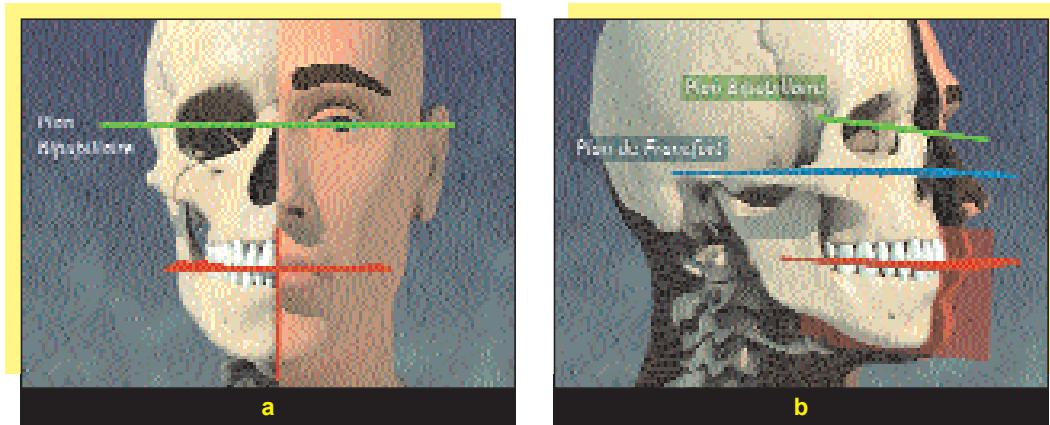 Plan
Bipupillaire
Plan Bipupillaire
Plan de Francfort
a
b